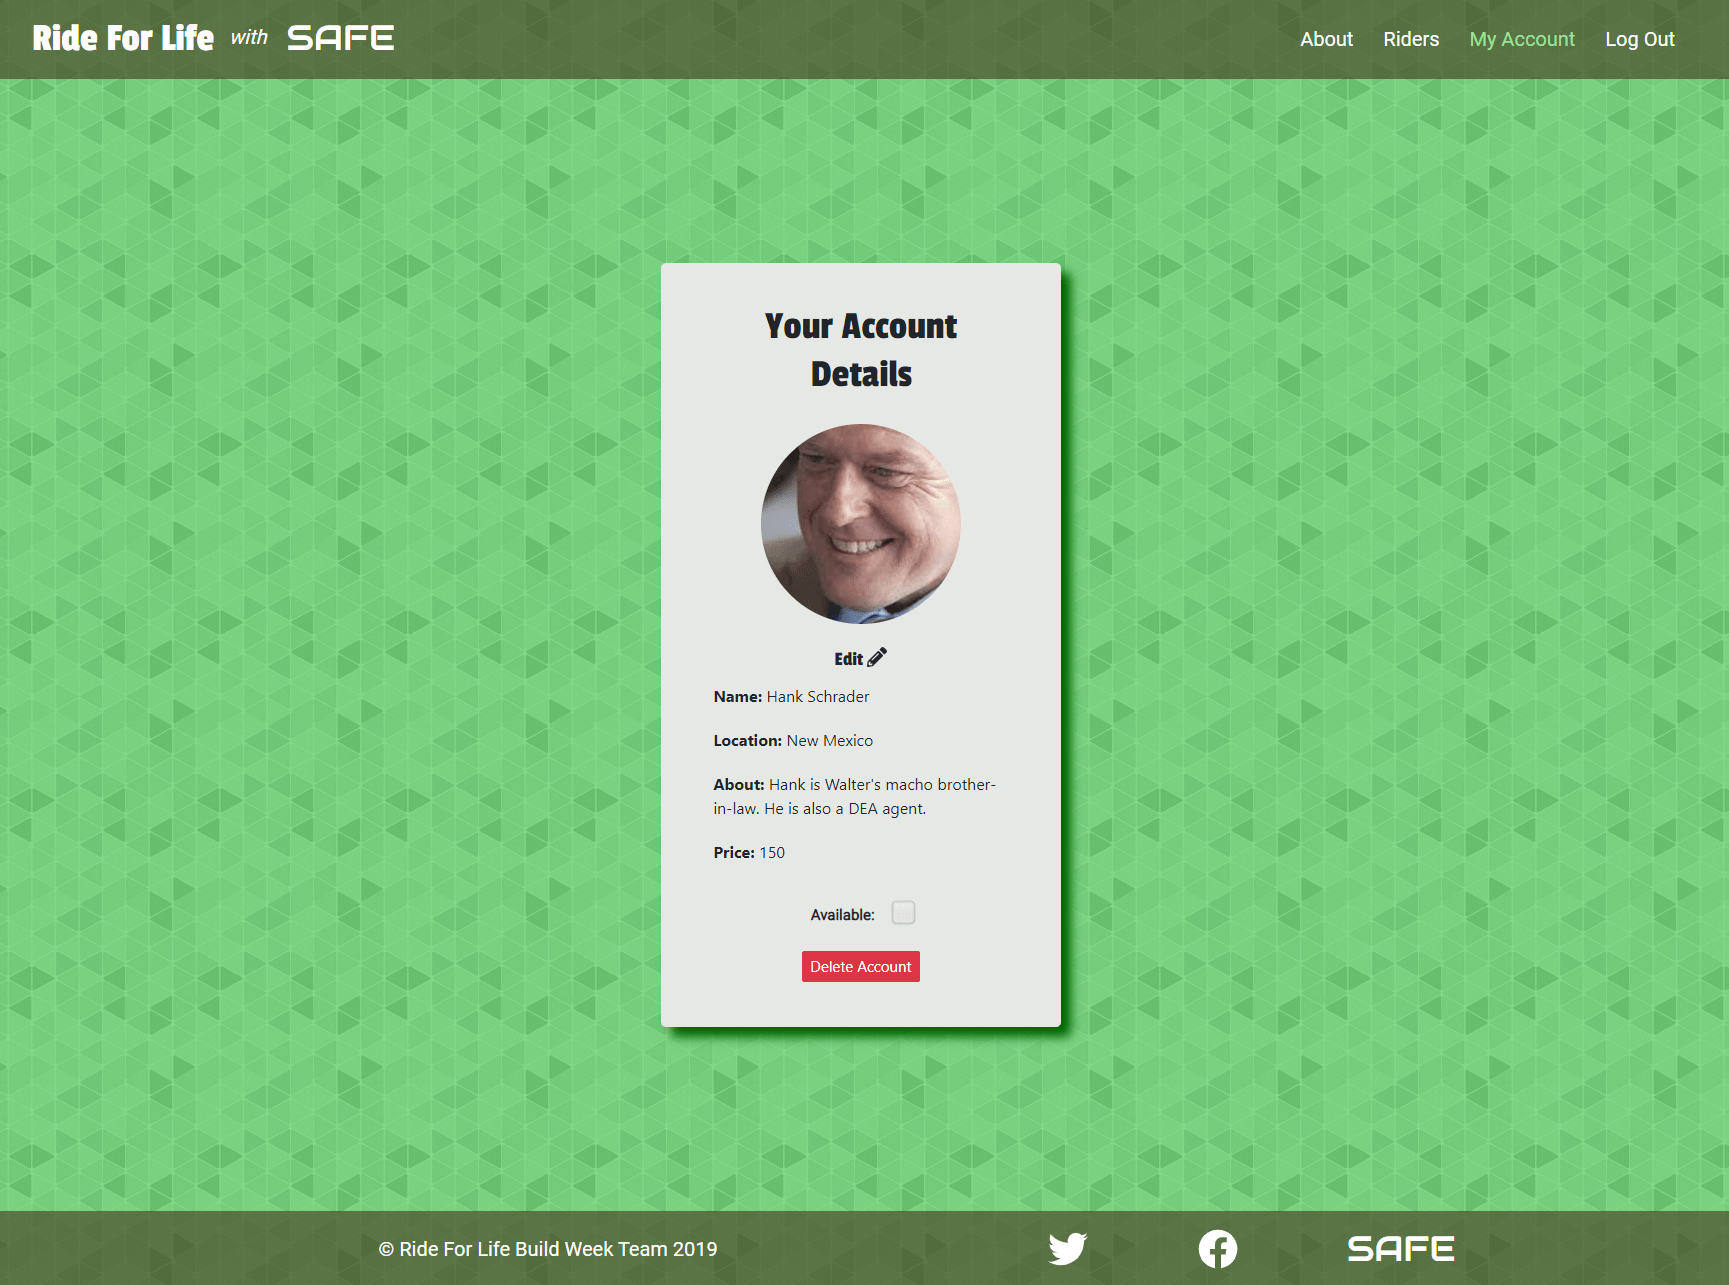 Ride For Life with SAFE
About Riders My Account Log Out
Your Account
Details
Edit
Name: Hank Schrader
Location: New Mexico
About: Hank is Walter's macho brother-
in-law. He is also a DEA agent.
Price: 150
Available:
Delete Account
© Ride For Life Build Week Team 2019
SAFE